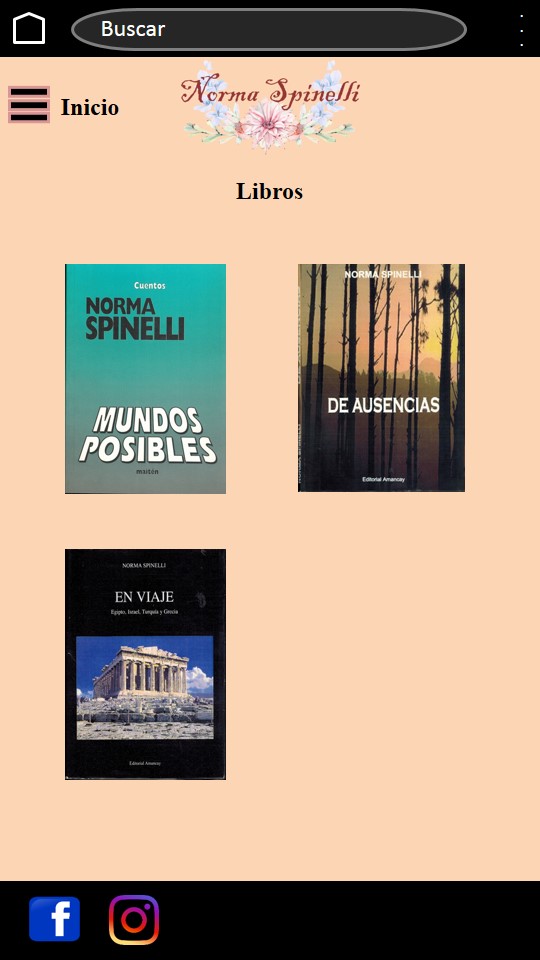 Buscar
Inicio
Norma Spinelli
Libros
Cuentos
NORMA
SPINELLI
MUNDOS
POSIBLES
maitén
NORMA SPINELLI
DE AUSENCIAS
Editorial Amancay
NORMA SPINELLI
EN VIAJE
Egipto, Israel, Turquía y Grecia
Editorial Amancay
f